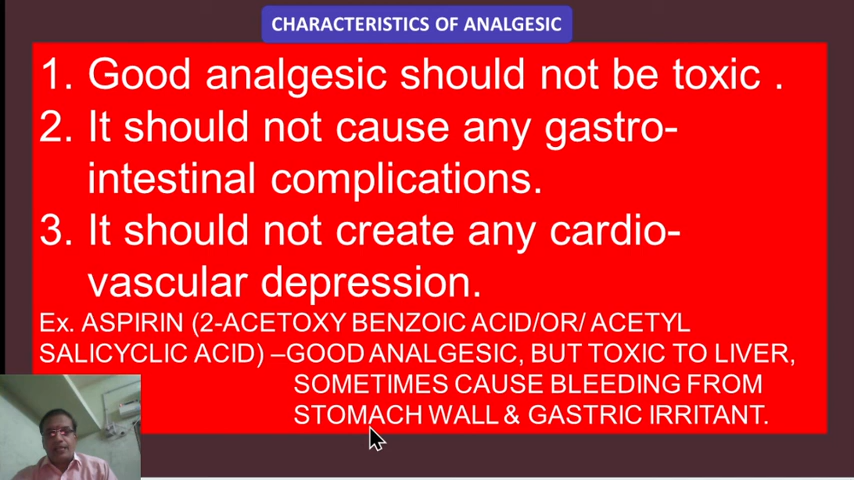 CHARACTERISTICS OF ANALGESIC
1. Good analgesic should not be toxic .
2. It should not cause any gastro-
intestinal complications.
3. It should not create any cardio-
vascular depression.
Ex. ASPIRIN (2-ACETOXY BENZOIC ACID/OR/ ACETYL
SALICYCLIC ACID) –GOOD ANALGESIC, BUT TOXIC TO LIVER,
SOMETIMES CAUSE BLEEDING FROM
STOMACH WALL & GASTRIC IRRITANT.